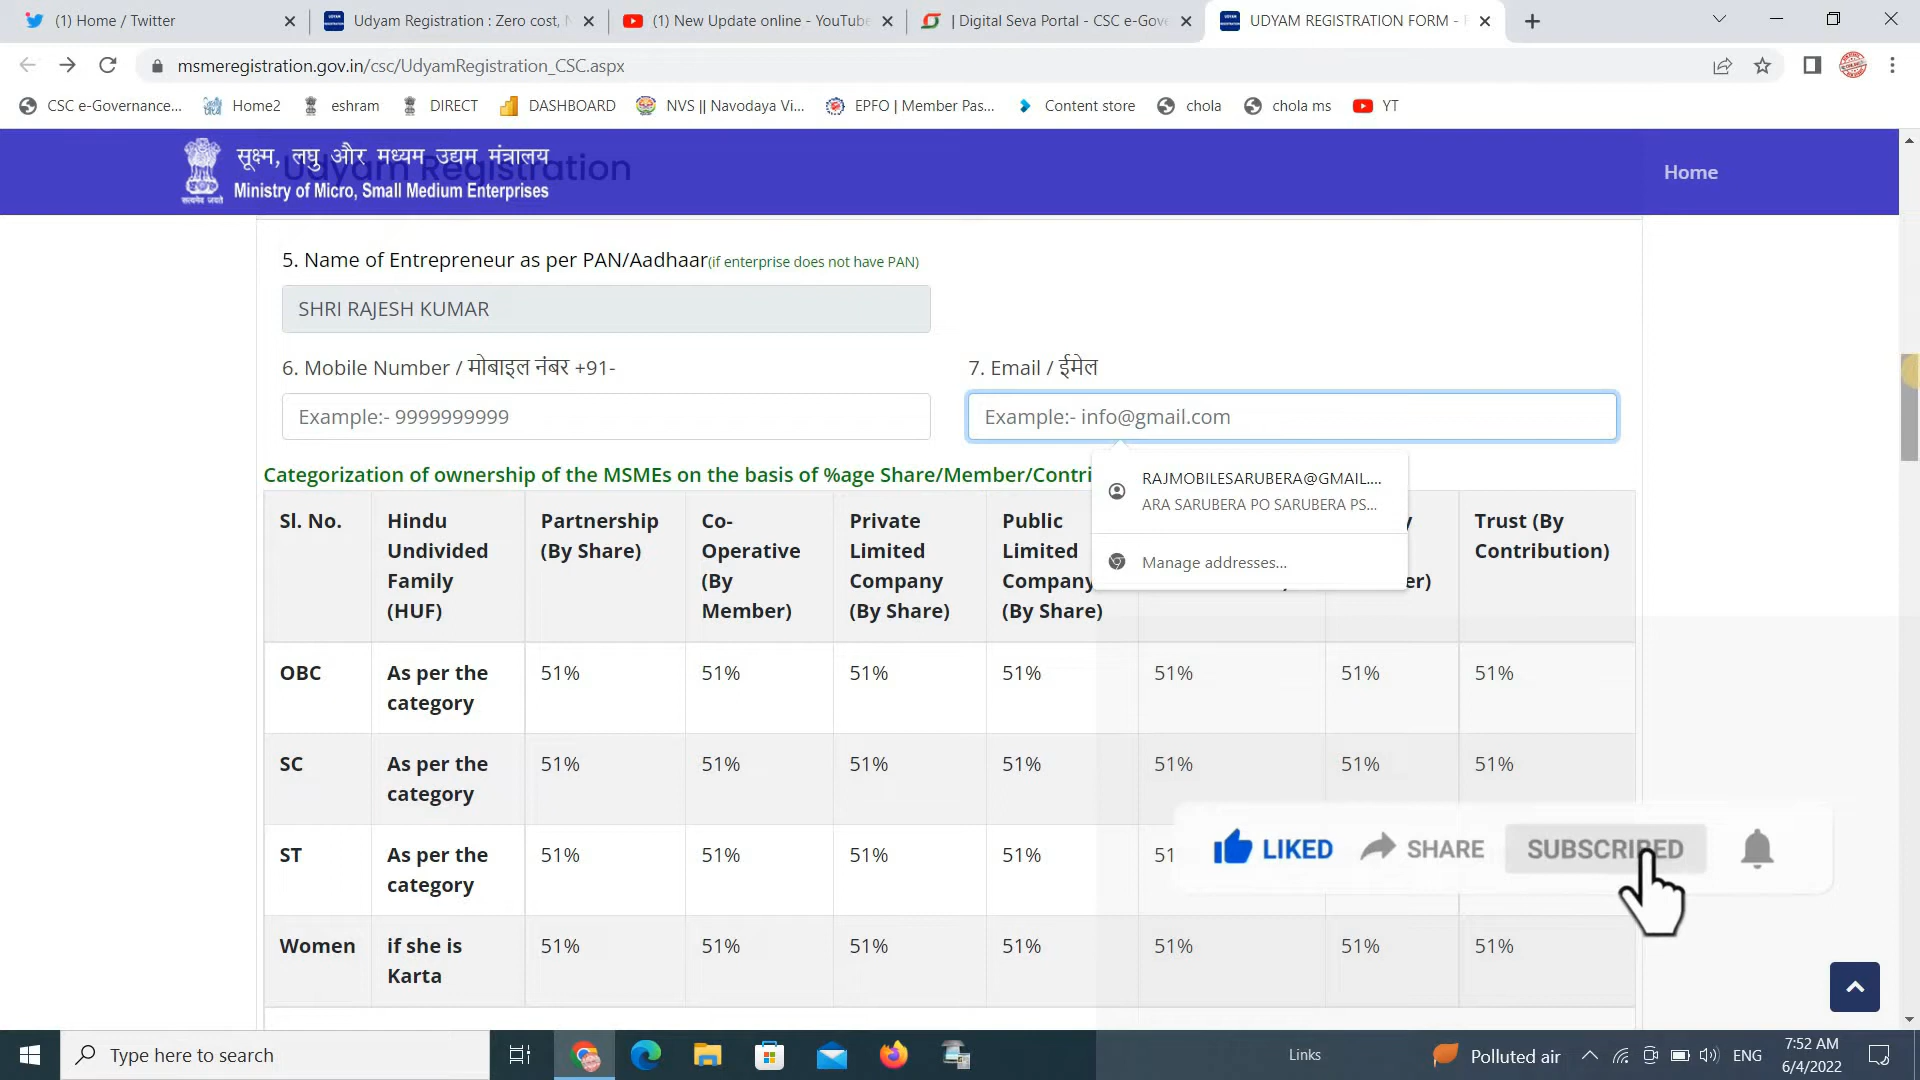 (1) Home / Twitter
Udyam Registration : Zero cost,
(1) New Update online - YouTube
| Digital Seva Portal - CSC e-Gove
UDYAM REGISTRATION FORM -
msmeregistration.gov.in/csc/UdyamRegistration_CSC.aspx
CSC e-Governance...
Home2
eshram
DIRECT
DASHBOARD
NVS || Navodaya Vi...
EPFO | Member Pas...
Content store
chola
chola ms
YT
सूक्ष्म, लघु और मध्यम उद्यम मंत्रालय
Udyam Registration
Ministry of Micro, Small Medium Enterprises
सत्यमेव जयते
Home
5. Name of Entrepreneur as per PAN/Aadhaar(if enterprise does not have PAN)
SHRI RAJESH KUMAR
6. Mobile Number / मोबाइल नंबर +91-
7. Email / ईमेल
Example:- 9999999999
Example:- info@gmail.com
Categorization of ownership of the MSMEs on the basis of %age Share/Member/Contri
RAJMOBILESARUBERA@GMAIL....
ARA SARUBERA PO SARUBERA PS...
Manage addresses...
Sl. No.
Hindu
Undivided
Family
(HUF)
Partnership
(By Share)
Co-
Operative
(By
Member)
Private
Limited
Company
(By Share)
Public
Limited
Company
(By Share)
Trust (By
Contribution)
OBC
As per the
category
51%
51%
51%
51%
51%
51%
51%
SC
As per the
category
51%
51%
51%
51%
51%
51%
51%
ST
As per the
category
51%
51%
51%
51%
51
Women
if she is
Karta
51%
51%
51%
51%
51%
51%
51%
LIKED
SHARE
SUBSCRIBED
Type here to search
Links
Polluted air
ENG
7:52 AM
6/4/2022